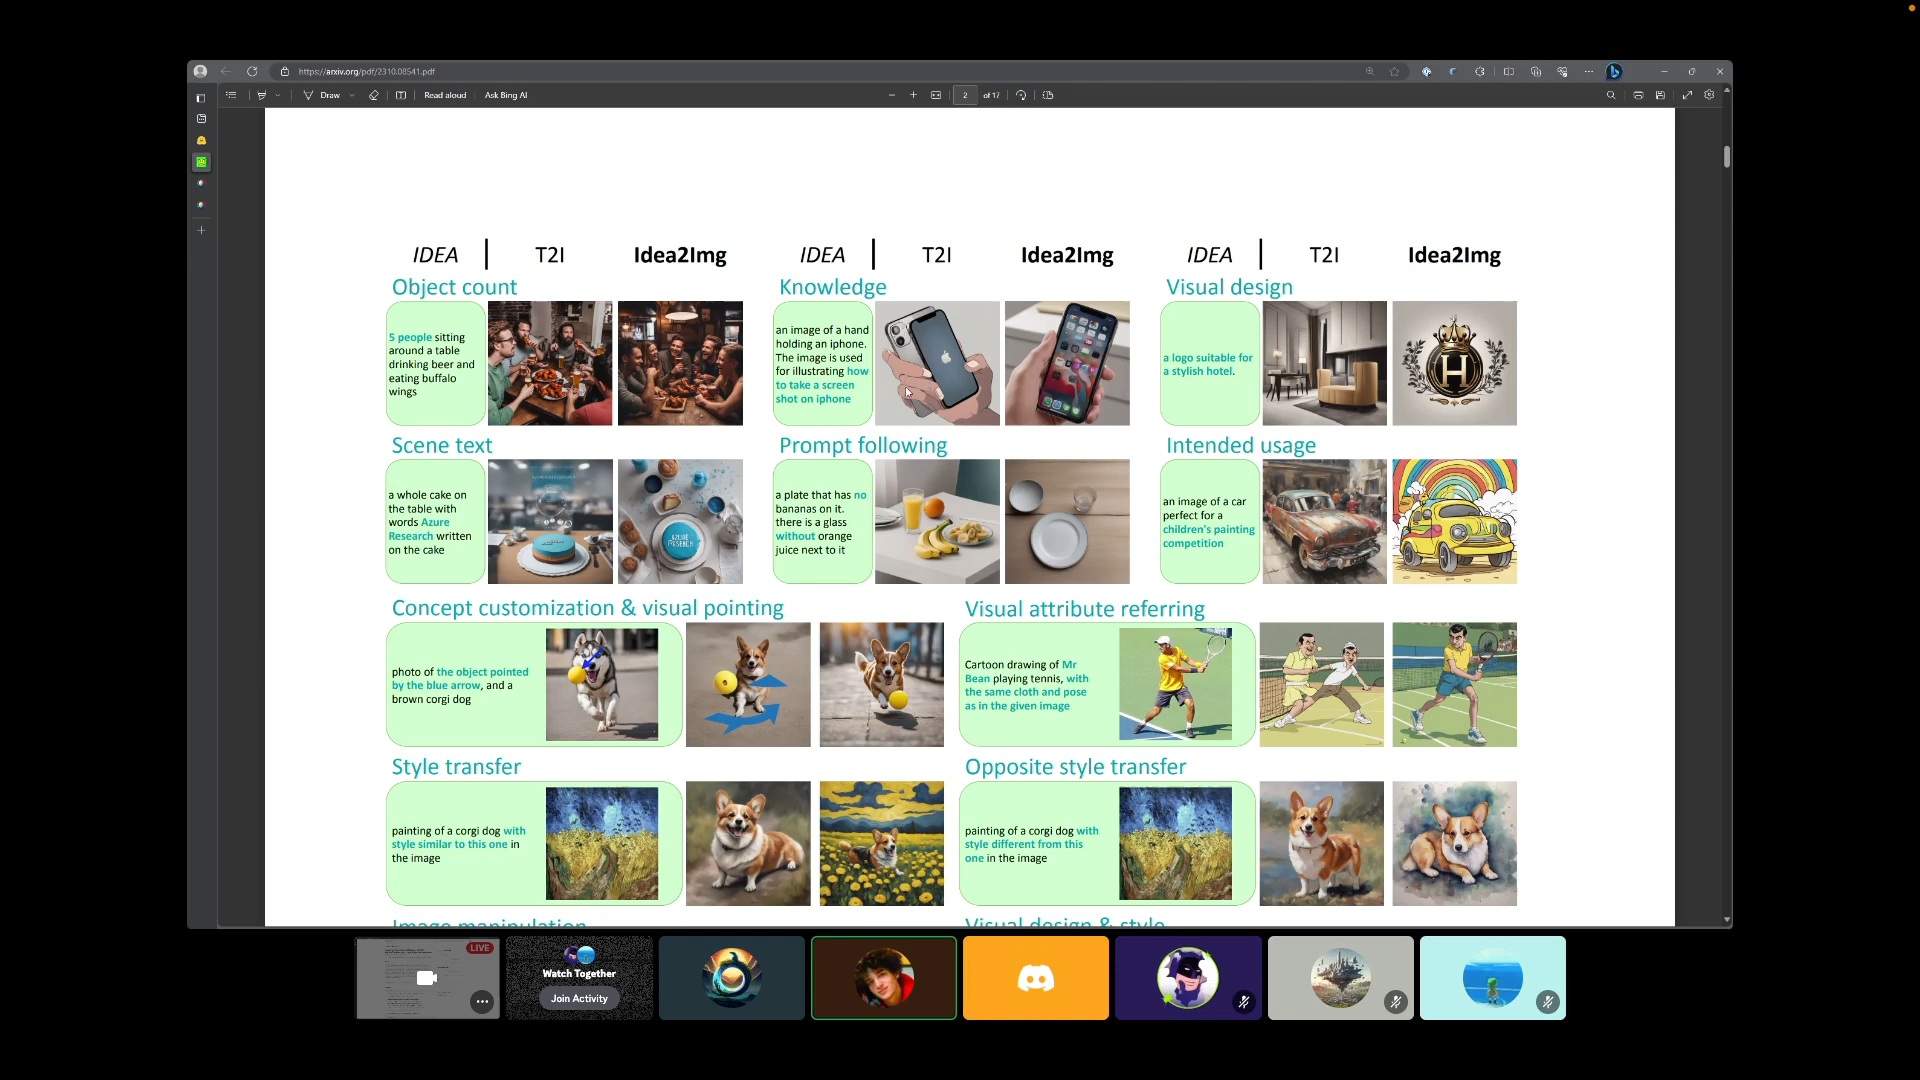 https://arxiv.org/pdf/2310.08541.pdf
Draw
Read aloud
Ask Bing AI
2
of 17
IDEA
T2I
Idea2Img
IDEA
T2I
Idea2Img
IDEA
T2I
Idea2Img
Object count
5 people sitting
around a table
drinking beer and
eating buffalo
wings
Knowledge
an image of a hand
holding an iphone.
The image is used
for illustrating how
to take a screen
shot on iphone
Visual design
a logo suitable for
a stylish hotel.
H
Scene text
a whole cake on
the table with
words Azure
Research written
on the cake
Prompt following
a plate that has no
bananas on it.
there is a glass
without orange
juice next to it
Intended usage
an image of a car
perfect for a
children's painting
competition
Concept customization & visual pointing
photo of the object pointed
by the blue arrow, and a
brown corgi dog
Visual attribute referring
Cartoon drawing of Mr
Bean playing tennis, with
the same cloth and pose
as in the given image
Style transfer
painting of a corgi dog with
style similar to this one in
the image
Opposite style transfer
painting of a corgi dog with
style different from this
one in the image
Image manipulation
Visual design & style
LIVE
Watch Together
Join Activity